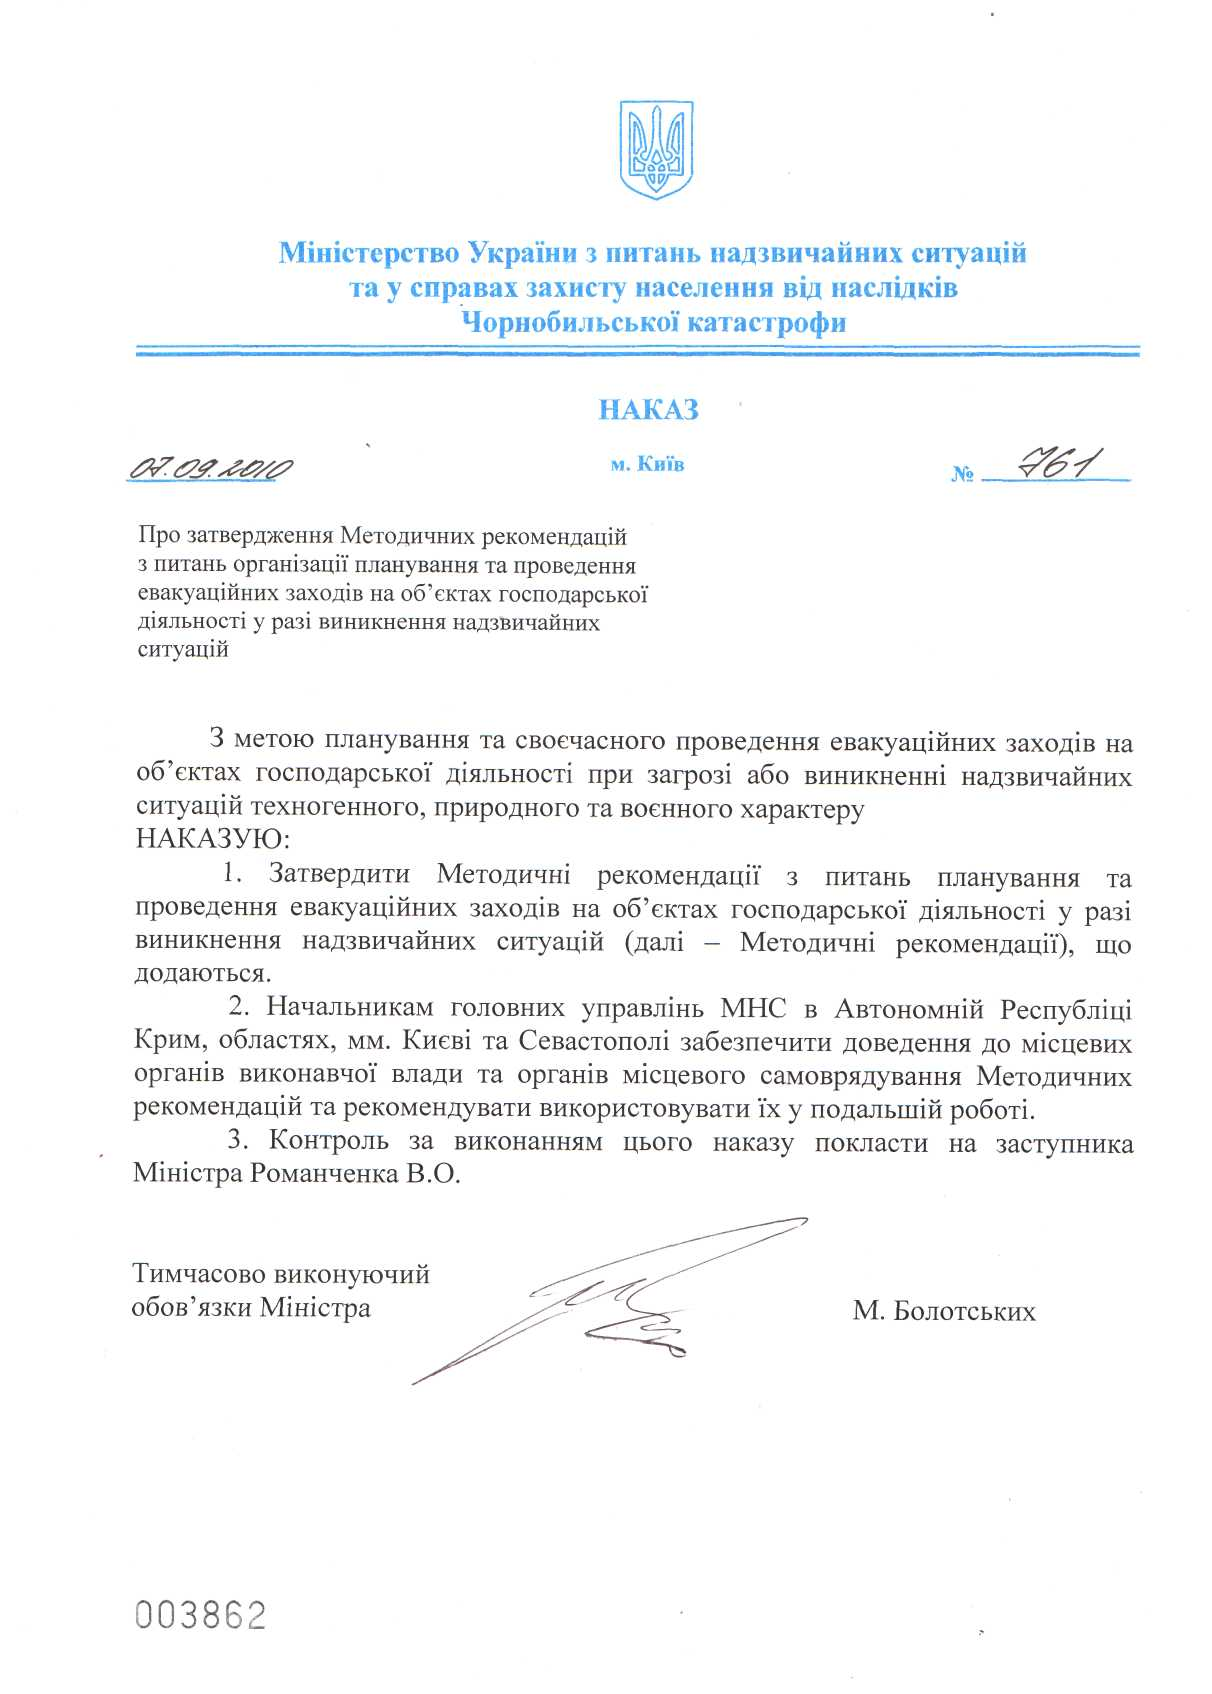 Міністерство України з питань надзвичайних ситуацій
та у справах захисту населення від наслідків
Чорнобильської катастрофи
НАКАЗ
07.09.2010 м. Київ № 761
Про затвердження Методичних рекомендацій
з питань організації планування та проведення
евакуаційних заходів на об’єктах господарської
діяльності у разі виникнення надзвичайних
ситуацій
З метою планування та своєчасного проведення евакуаційних заходів на
об’єктах господарської діяльності при загрозі або виникненні надзвичайних
ситуацій техногенного, природного та воєнного характеру
НАКАЗУЮ:
1. Затвердити Методичні рекомендації з питань планування та
проведення евакуаційних заходів на об’єктах господарської діяльності у разі
виникнення надзвичайних ситуацій (далі – Методичні рекомендації), що
додаються.
2. Начальникам головних управлінь МНС в Автономній Республіці
Крим, областях, мм. Києві та Севастополі забезпечити доведення до місцевих
органів виконавчої влади та органів місцевого самоврядування Методичних
рекомендацій та рекомендувати використовувати їх у подальшій роботі.
3. Контроль за виконанням цього наказу покласти на заступника
Міністра Романченка В.О.
Тимчасово виконуючий
обов’язки Міністра М. Болотських
003862